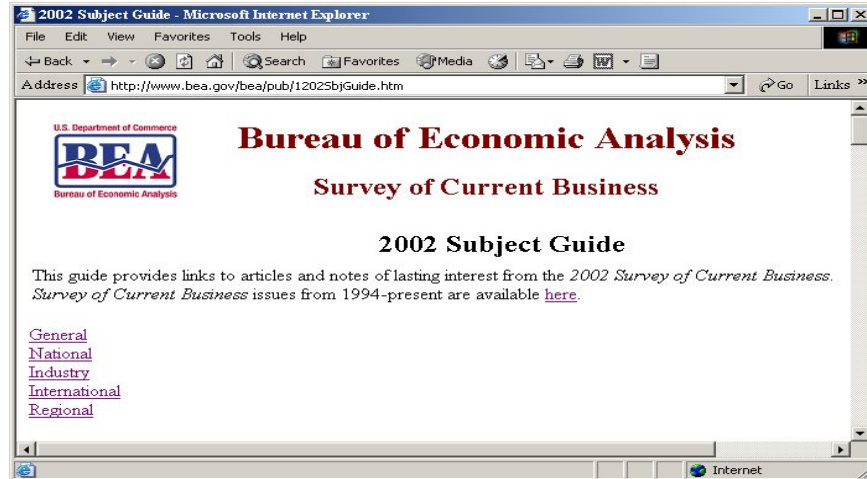 2002 Subject Guide - Microsoft Internet Explorer
File Edit View Favorites Tools Help
Back Search Favorites Media
Address http://www.bea.gov/bea/pub/1202SbjGuide.htm Go Links »
U.S. Department of Commerce
BEA
Bureau of Economic Analysis
Bureau of Economic Analysis
Survey of Current Business
2002 Subject Guide
This guide provides links to articles and notes of lasting interest from the 2002 Survey of Current Business.
Survey of Current Business issues from 1994-present are available here.
General
National
Industry
International
Regional
Internet